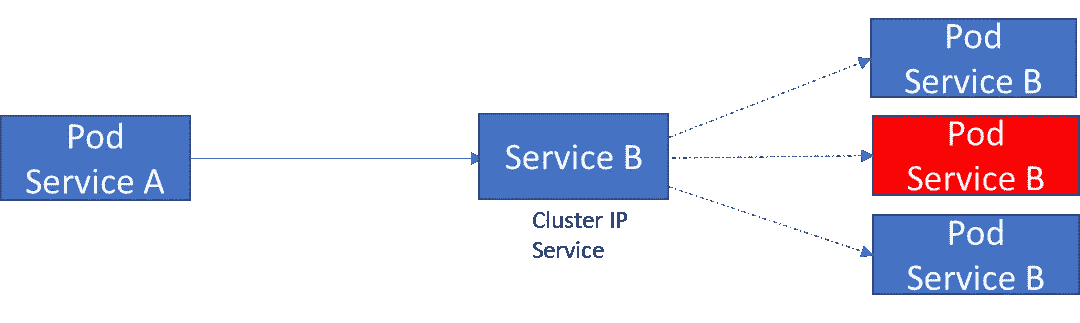 Pod
Service A
Service B
Cluster IP
Service
Pod
Service B
Pod
Service B
Pod
Service B